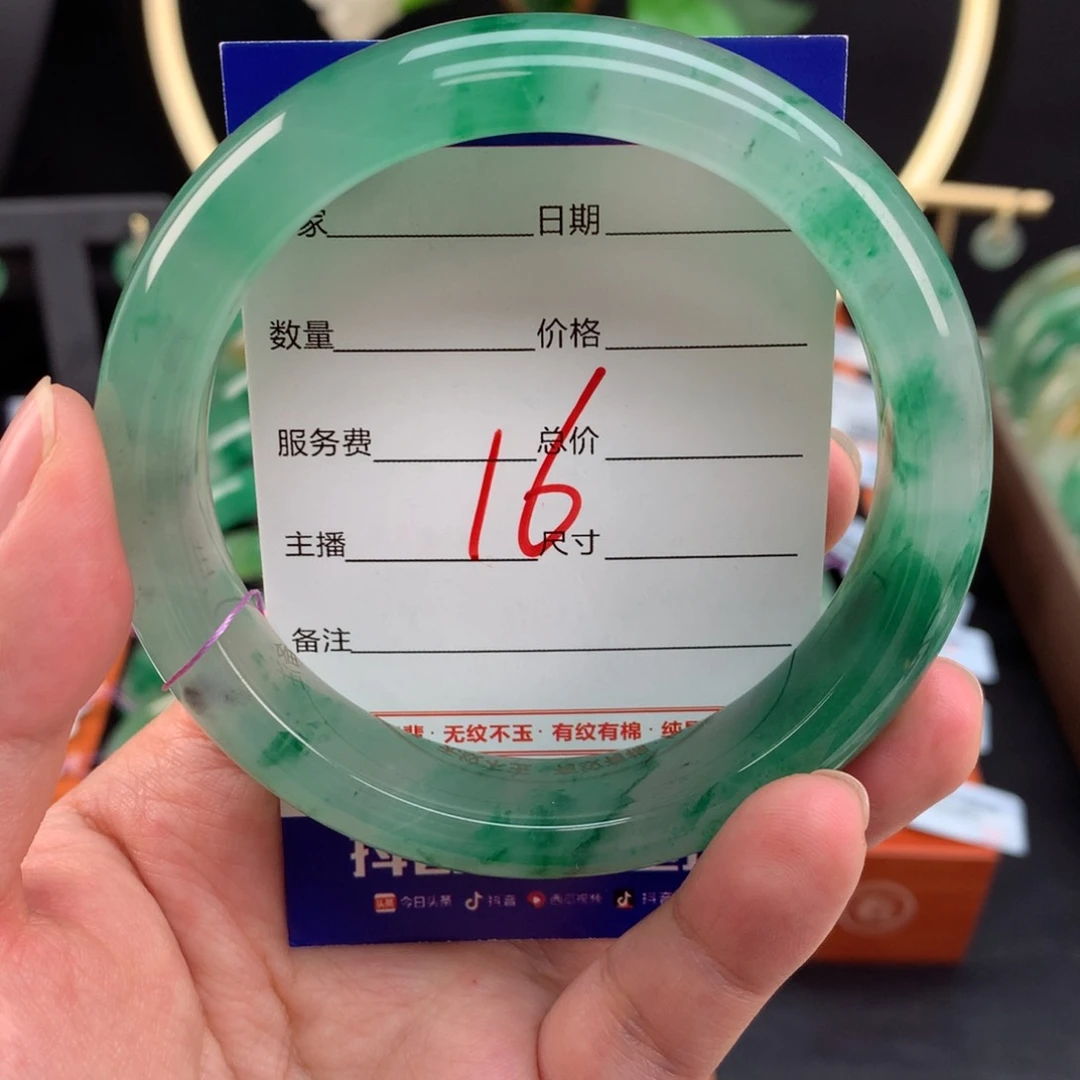 家 日期
数量 价格
服务费 总价
16
主播 尺寸
备注
无纹不玉 · 有纹有棉 ·
今日头条 抖音 西瓜视频 抖音